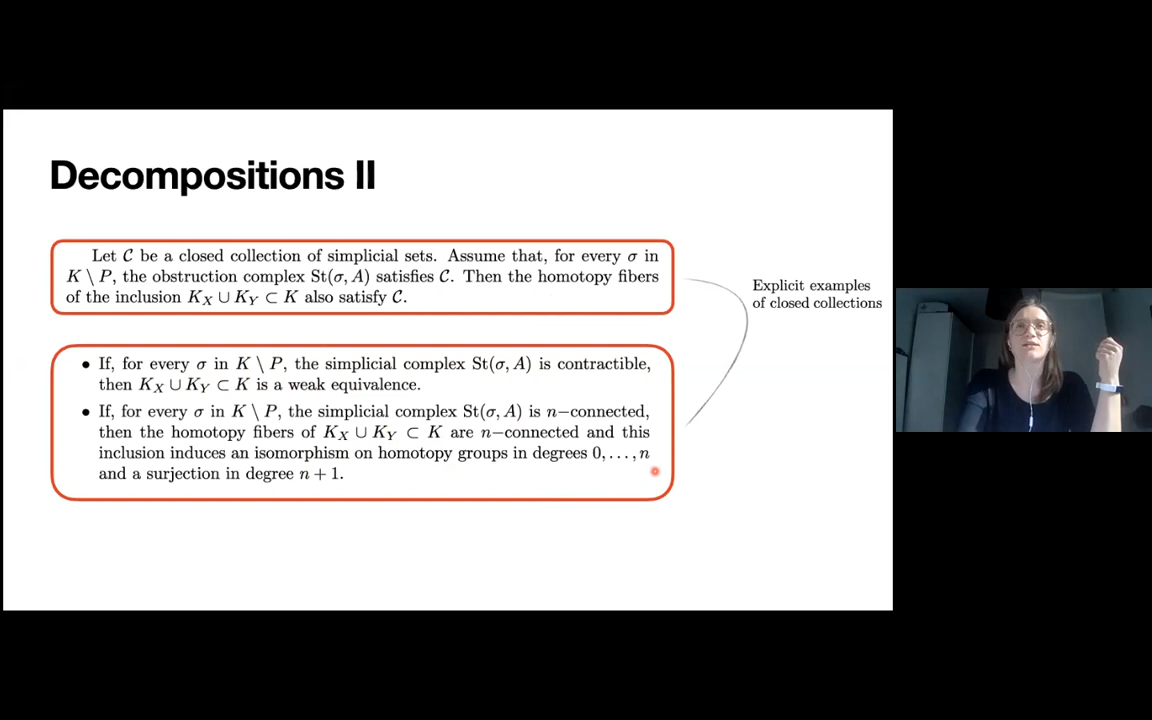 Decompositions II
Let 𝒞 be a closed collection of simplicial sets. Assume that, for every σ in
K \ P, the obstruction complex St(σ, A) satisfies 𝒞. Then the homotopy fibers
of the inclusion K_X ∪ K_Y ⊂ K also satisfy 𝒞.
Explicit examples
of closed collections
• If, for every σ in K \ P, the simplicial complex St(σ, A) is contractible,
then K_X ∪ K_Y ⊂ K is a weak equivalence.
• If, for every σ in K \ P, the simplicial complex St(σ, A) is n−connected,
then the homotopy fibers of K_X ∪ K_Y ⊂ K are n−connected and this
inclusion induces an isomorphism on homotopy groups in degrees 0, . . . , n
and a surjection in degree n + 1.